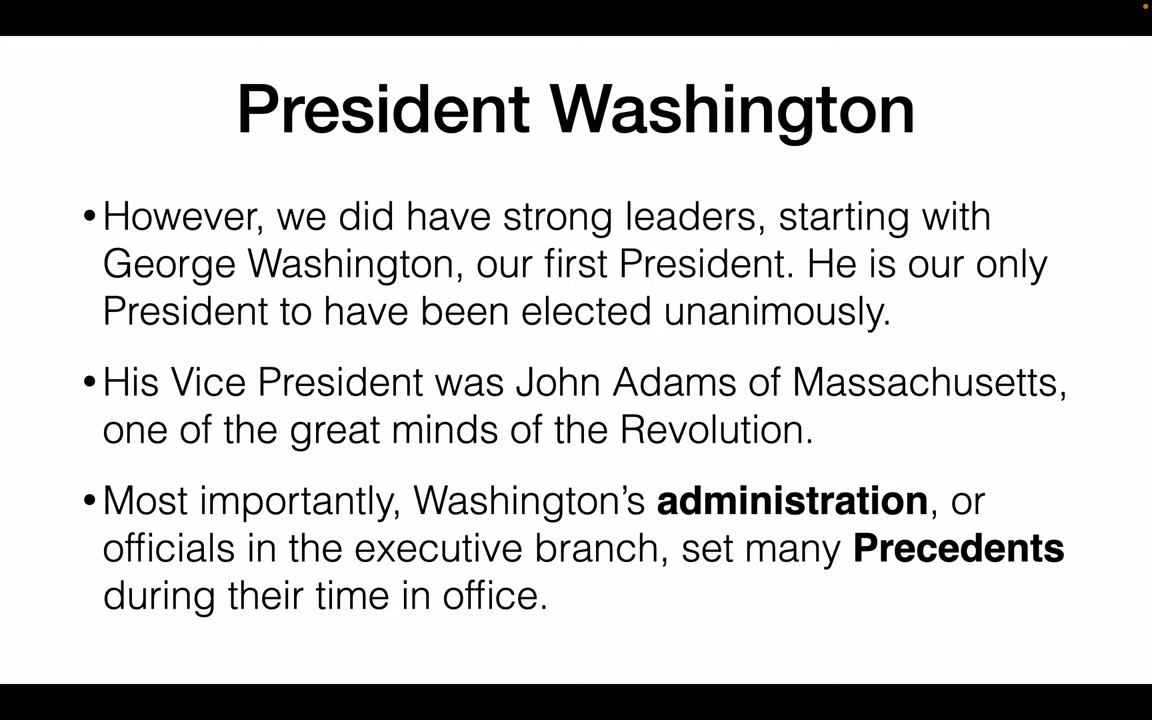 President Washington
•However, we did have strong leaders, starting with
George Washington, our first President. He is our only
President to have been elected unanimously.
•His Vice President was John Adams of Massachusetts,
one of the great minds of the Revolution.
•Most importantly, Washington’s administration, or
officials in the executive branch, set many Precedents
during their time in office.